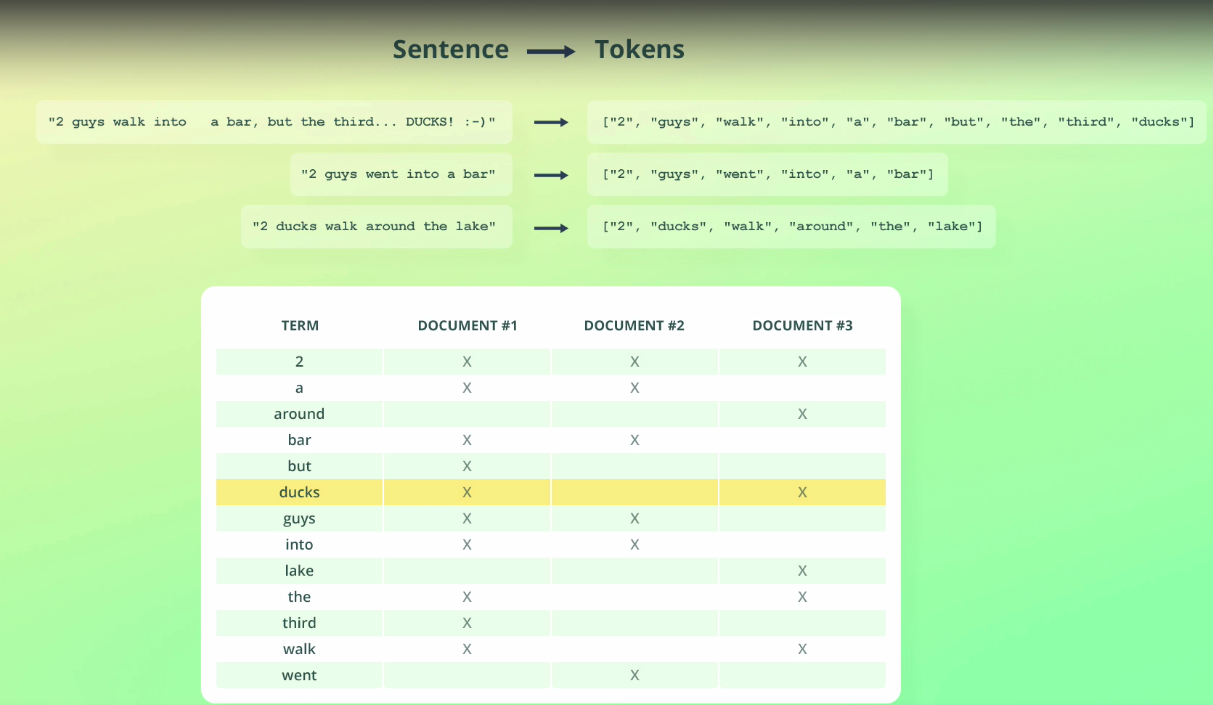 Sentence → Tokens
"2 guys walk into   a bar, but the third... DUCKS! :-)" → ["2", "guys", "walk", "into", "a", "bar", "but", "the", "third", "ducks"]
"2 guys went into a bar" → ["2", "guys", "went", "into", "a", "bar"]
"2 ducks walk around the lake" → ["2", "ducks", "walk", "around", "the", "lake"]
TERM DOCUMENT #1 DOCUMENT #2 DOCUMENT #3
2 X X X
a X X
around X
bar X X
but X
ducks X X
guys X X
into X X
lake X
the X X
third X
walk X X
went X